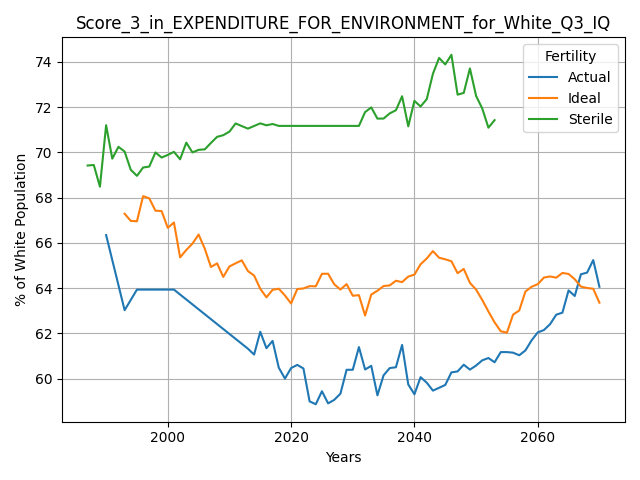 Score_3_in_EXPENDITURE_FOR_ENVIRONMENT_for_White_Q3_IQ
% of White Population
74
72
70
68
66
64
62
60
Fertility
Actual
Ideal
Sterile
2000
2020
2040
2060
Years